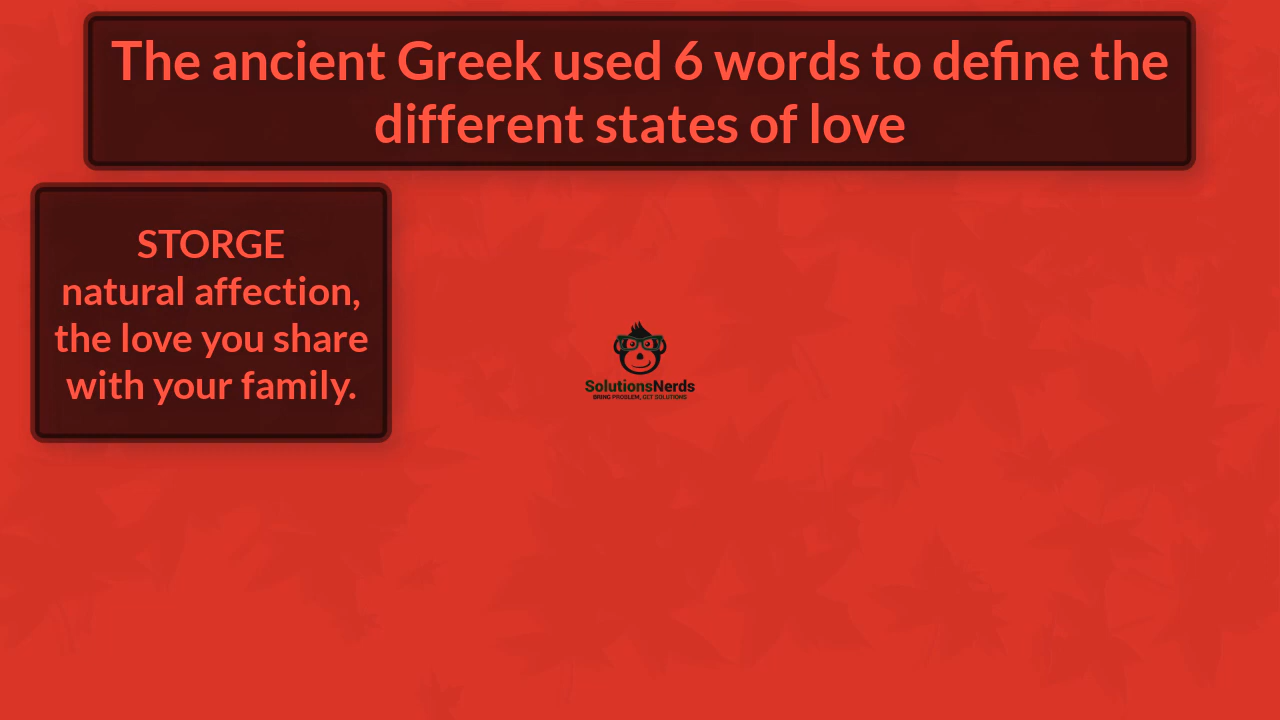 The ancient Greek used 6 words to define the
different states of love
STORGE
natural affection,
the love you share
with your family.
SolutionsNerds
BRING PROBLEM, GET SOLUTIONS